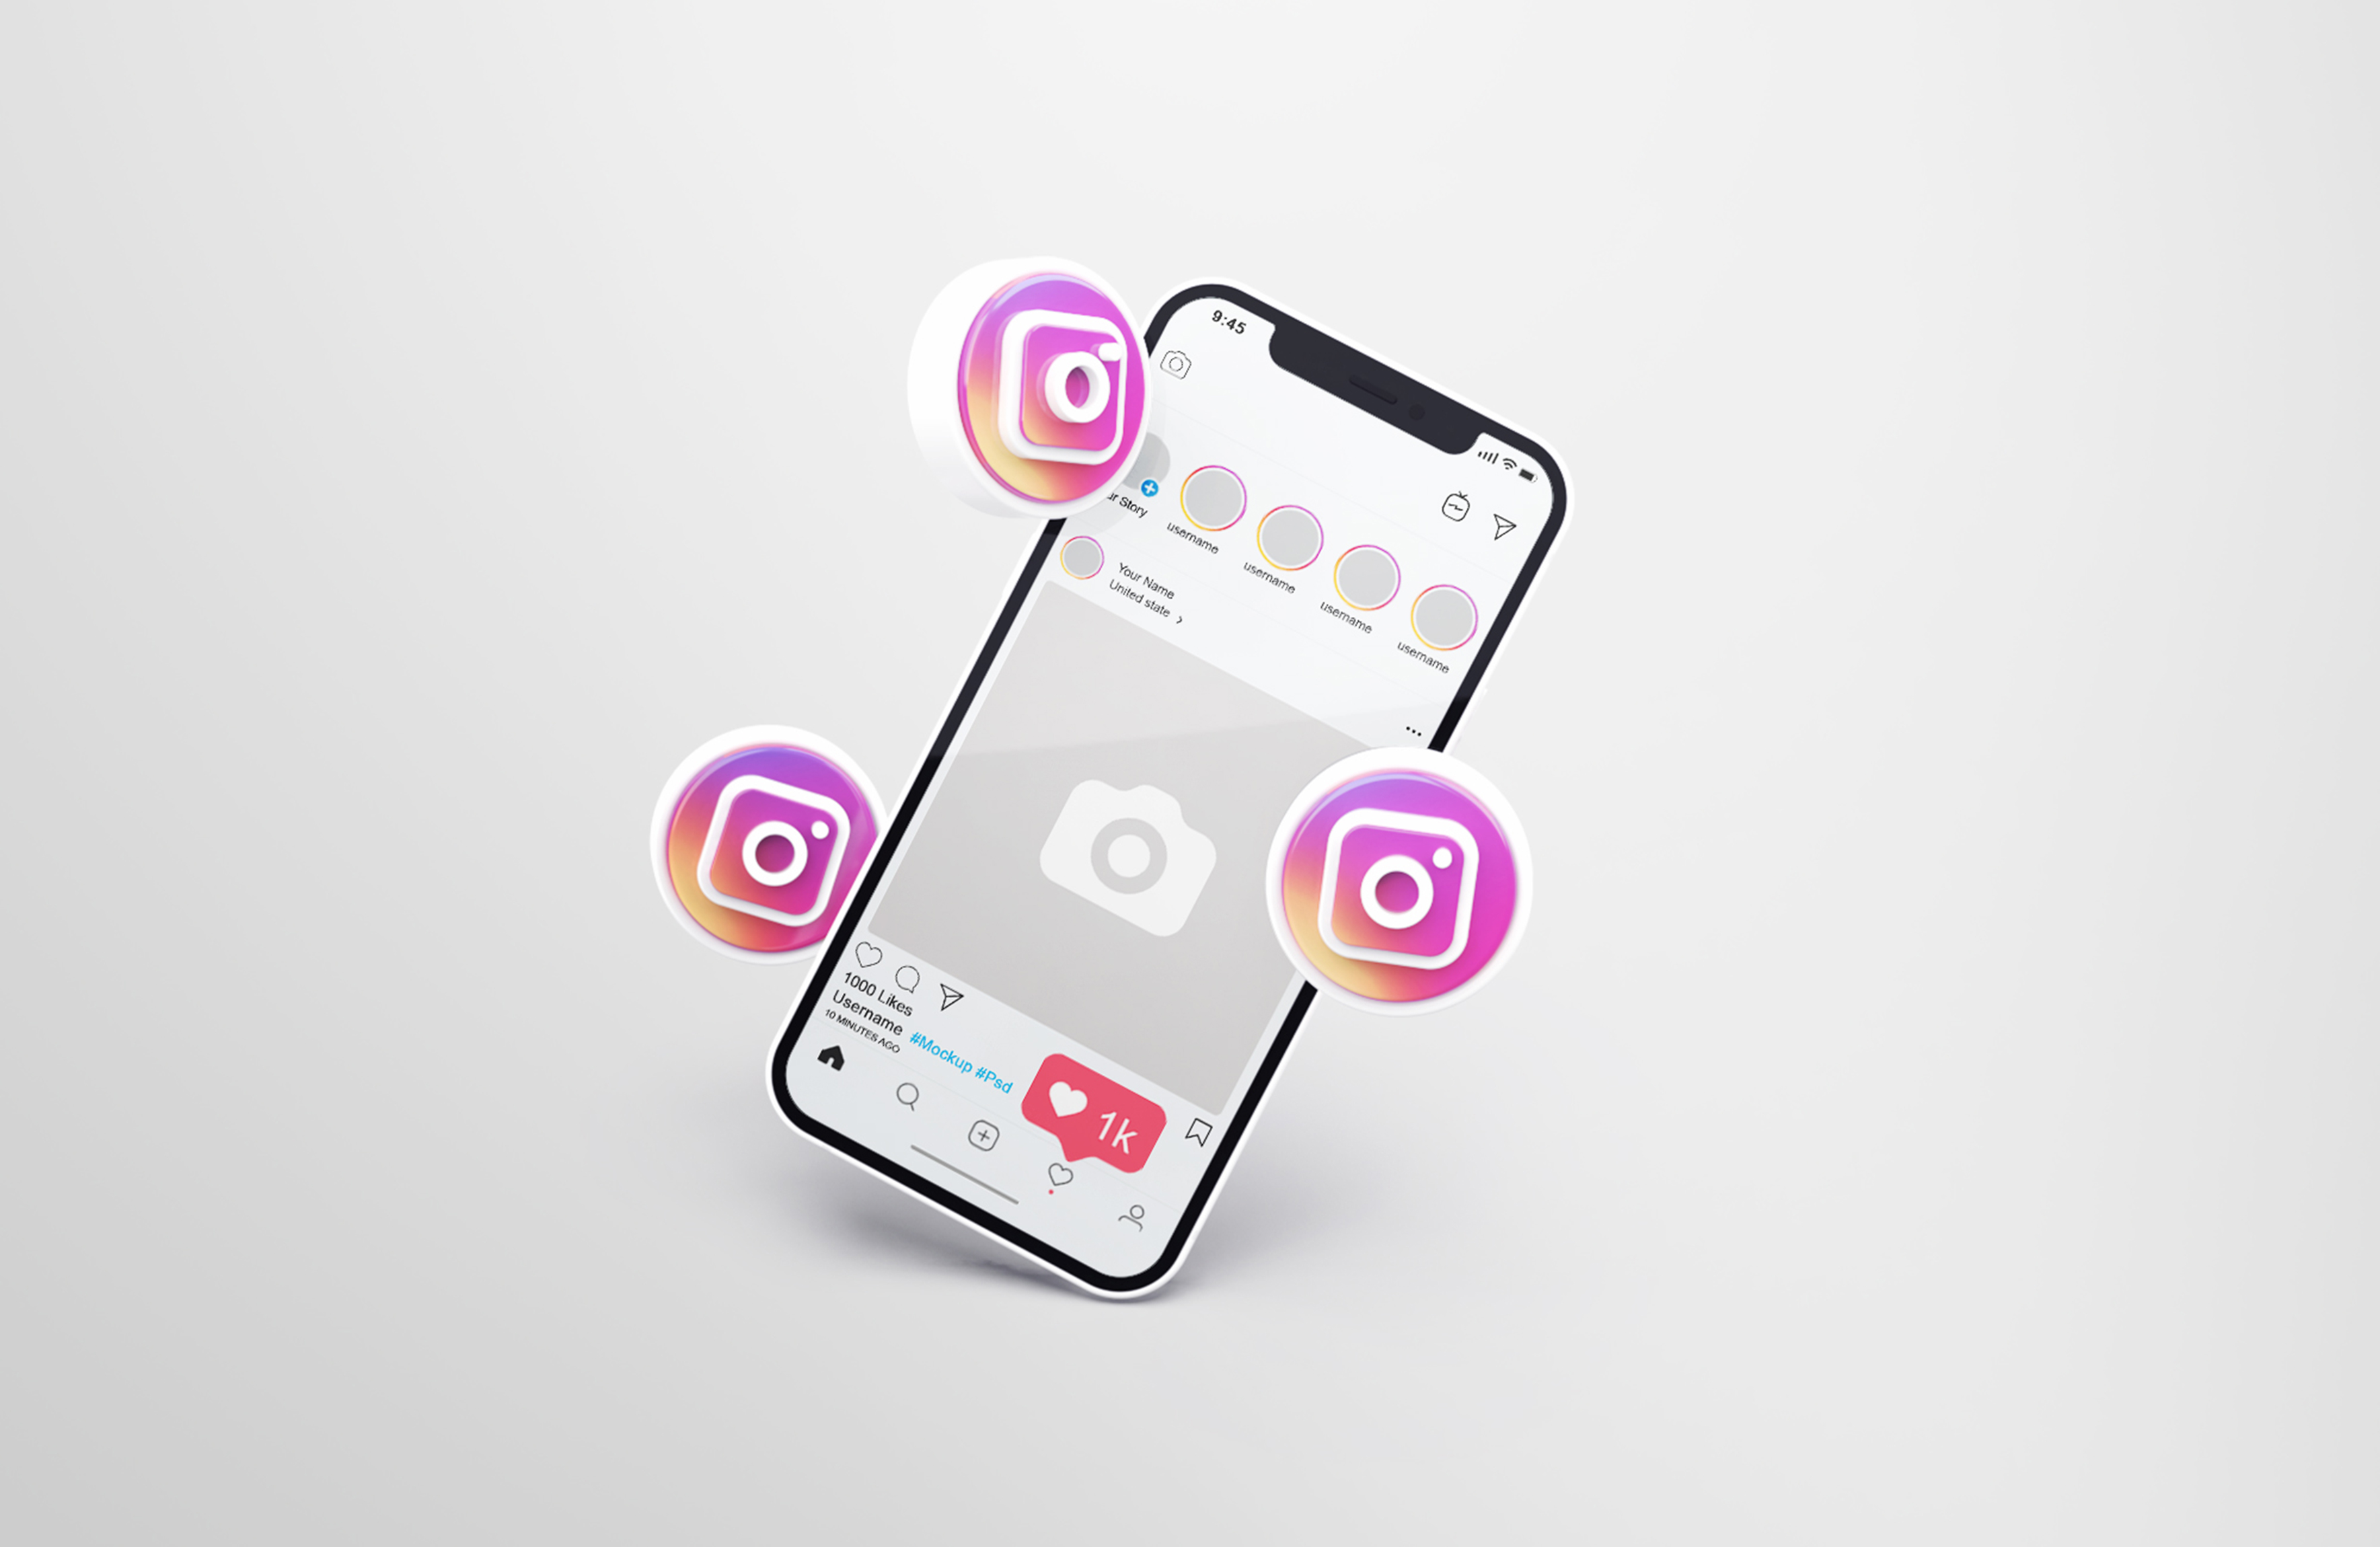 9:45
ur Story
username
username
username
username
Your Name
United state
1000 Likes
Username #Mockup #Psd
10 MINUTES AGO
1k